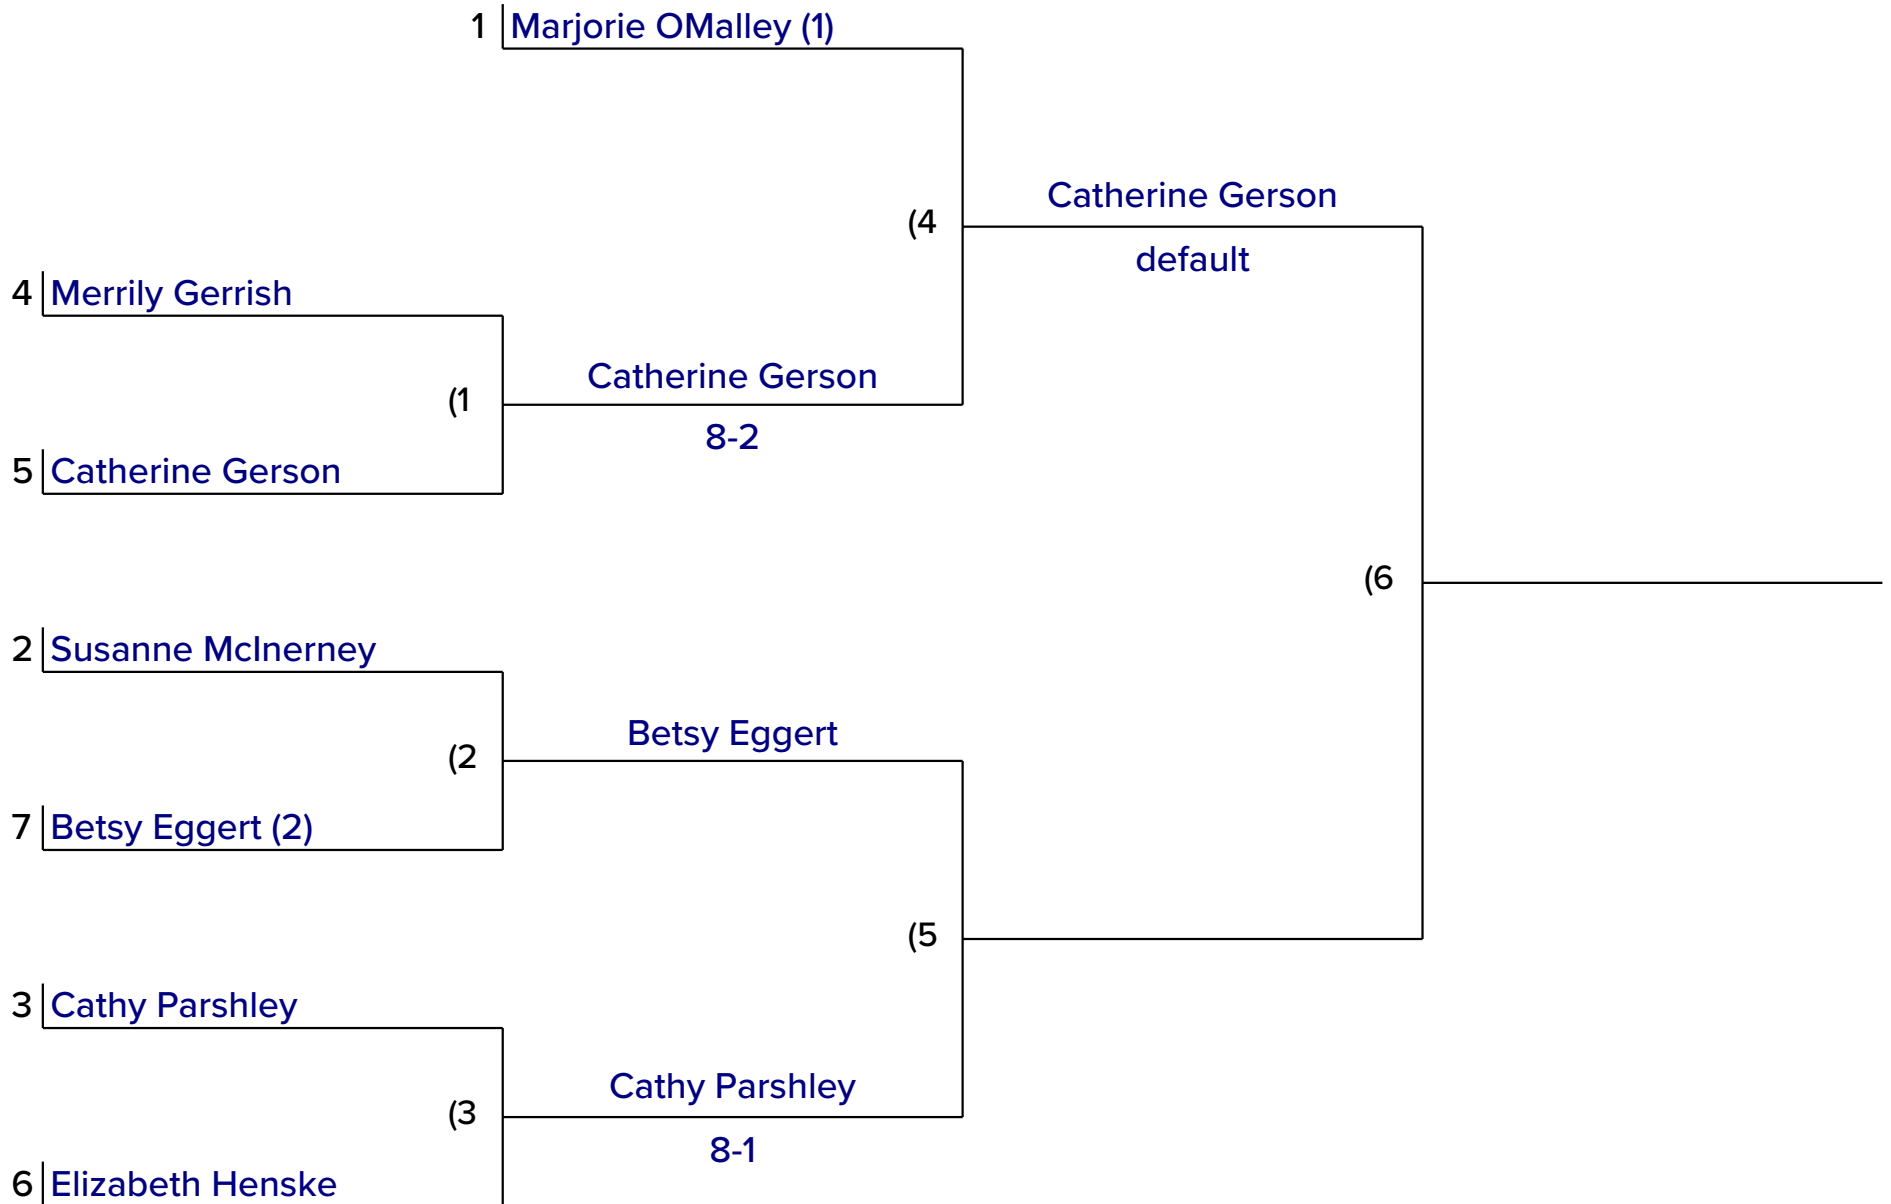 1 Marjorie OMalley (1)
Catherine Gerson
(4
default
4 Merrily Gerrish
Catherine Gerson
(1
8-2
5 Catherine Gerson
(6
2 Susanne McInerney
Betsy Eggert
(2
7 Betsy Eggert (2)
(5
3 Cathy Parshley
Cathy Parshley
(3
8-1
6 Elizabeth Henske